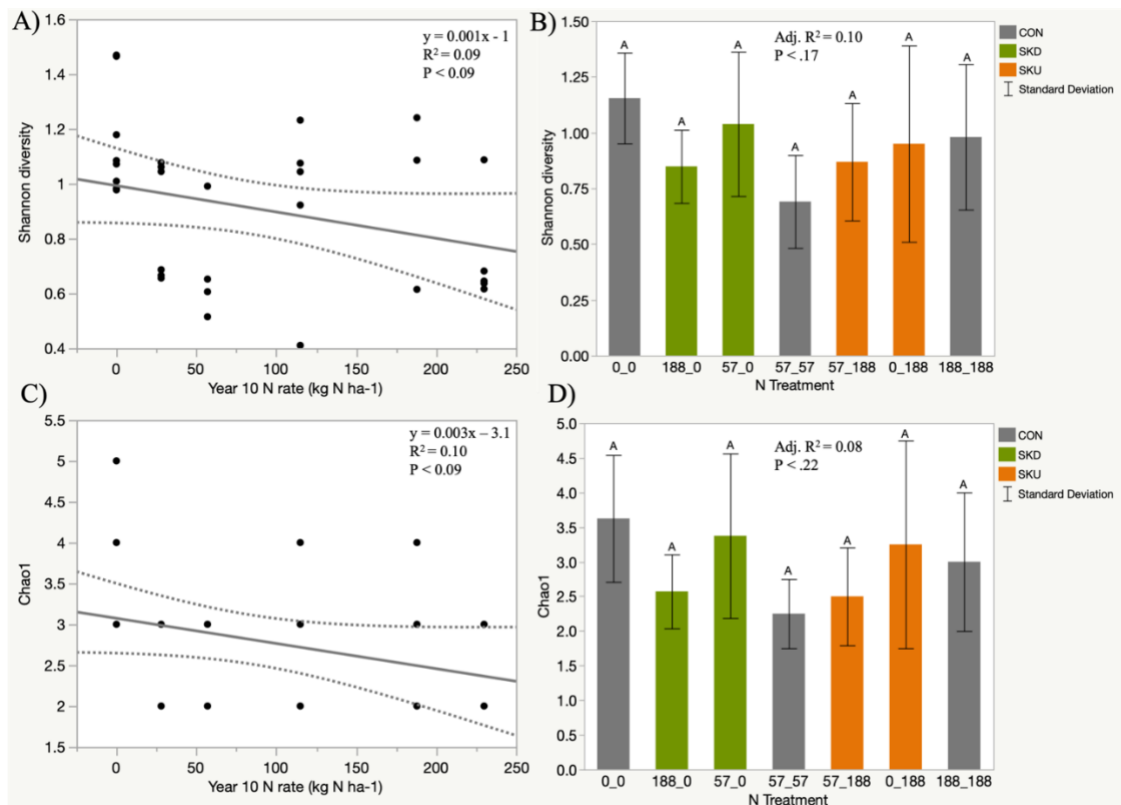 A)
y = 0.001x - 1
R² = 0.09
P < 0.09
Shannon diversity
1.6
1.4
1.2
1
0.8
0.6
0.4
0 50 100 150 200 250
Year 10 N rate (kg N ha-1)
B)
Adj. R² = 0.10
P < .17
Shannon diversity
1.50
1.25
1.00
0.75
0.50
0.25
0.00
A A A A A A A
0_0 188_0 57_0 57_57 57_188 0_188 188_188
N Treatment
CON
SKD
SKU
Standard Deviation
C)
y = 0.003x – 3.1
R² = 0.10
P < 0.09
Chao1
5.5
5
4.5
4
3.5
3
2.5
2
1.5
0 50 100 150 200 250
Year 10 N rate (kg N ha-1)
D)
Adj. R² = 0.08
P < .22
Chao1
5.0
4.5
4.0
3.5
3.0
2.5
2.0
1.5
1.0
0.5
0.0
A A A A A A A
0_0 188_0 57_0 57_57 57_188 0_188 188_188
N Treatment
CON
SKD
SKU
Standard Deviation